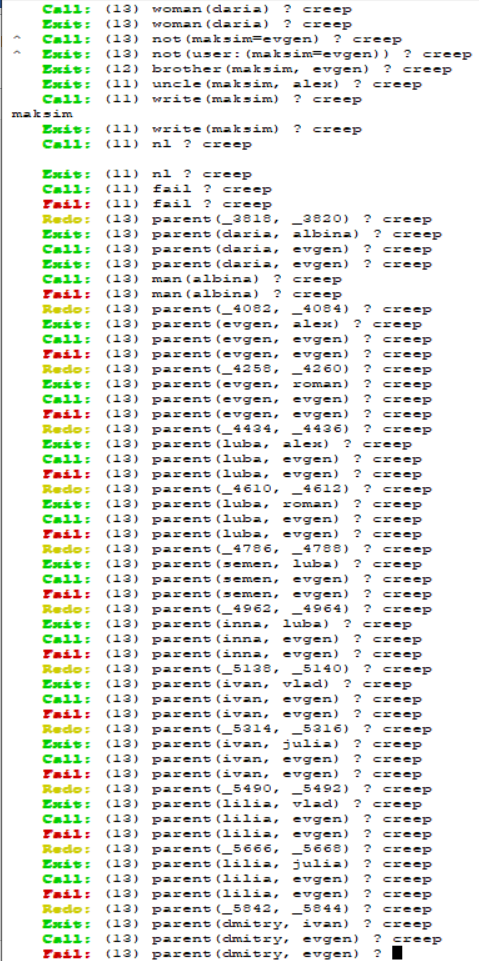 Call: (13) woman(daria) ? creep
Exit: (13) woman(daria) ? creep
^ Call: (13) not(maksim=evgen) ? creep
^ Exit: (13) not(user:(maksim=evgen)) ? creep
Exit: (12) brother(maksim, evgen) ? creep
Exit: (11) uncle(maksim, alex) ? creep
Call: (11) write(maksim) ? creep
maksim
Exit: (11) write(maksim) ? creep
Call: (11) nl ? creep
Exit: (11) nl ? creep
Call: (11) fail ? creep
Fail: (11) fail ? creep
Redo: (13) parent(_3818, _3820) ? creep
Exit: (13) parent(daria, albina) ? creep
Call: (13) parent(daria, evgen) ? creep
Exit: (13) parent(daria, evgen) ? creep
Call: (13) man(albina) ? creep
Fail: (13) man(albina) ? creep
Redo: (13) parent(_4082, _4084) ? creep
Exit: (13) parent(evgen, alex) ? creep
Call: (13) parent(evgen, evgen) ? creep
Fail: (13) parent(evgen, evgen) ? creep
Redo: (13) parent(_4258, _4260) ? creep
Exit: (13) parent(evgen, roman) ? creep
Call: (13) parent(evgen, evgen) ? creep
Fail: (13) parent(evgen, evgen) ? creep
Redo: (13) parent(_4434, _4436) ? creep
Exit: (13) parent(luba, alex) ? creep
Call: (13) parent(luba, evgen) ? creep
Fail: (13) parent(luba, evgen) ? creep
Redo: (13) parent(_4610, _4612) ? creep
Exit: (13) parent(luba, roman) ? creep
Call: (13) parent(luba, evgen) ? creep
Fail: (13) parent(luba, evgen) ? creep
Redo: (13) parent(_4786, _4788) ? creep
Exit: (13) parent(semen, luba) ? creep
Call: (13) parent(semen, evgen) ? creep
Fail: (13) parent(semen, evgen) ? creep
Redo: (13) parent(_4962, _4964) ? creep
Exit: (13) parent(inna, luba) ? creep
Call: (13) parent(inna, evgen) ? creep
Fail: (13) parent(inna, evgen) ? creep
Redo: (13) parent(_5138, _5140) ? creep
Exit: (13) parent(ivan, vlad) ? creep
Call: (13) parent(ivan, evgen) ? creep
Fail: (13) parent(ivan, evgen) ? creep
Redo: (13) parent(_5314, _5316) ? creep
Exit: (13) parent(ivan, julia) ? creep
Call: (13) parent(ivan, evgen) ? creep
Fail: (13) parent(ivan, evgen) ? creep
Redo: (13) parent(_5490, _5492) ? creep
Exit: (13) parent(lilia, vlad) ? creep
Call: (13) parent(lilia, evgen) ? creep
Fail: (13) parent(lilia, evgen) ? creep
Redo: (13) parent(_5666, _5668) ? creep
Exit: (13) parent(lilia, julia) ? creep
Call: (13) parent(lilia, evgen) ? creep
Fail: (13) parent(lilia, evgen) ? creep
Redo: (13) parent(_5842, _5844) ? creep
Exit: (13) parent(dmitry, ivan) ? creep
Call: (13) parent(dmitry, evgen) ? creep
Fail: (13) parent(dmitry, evgen) ?